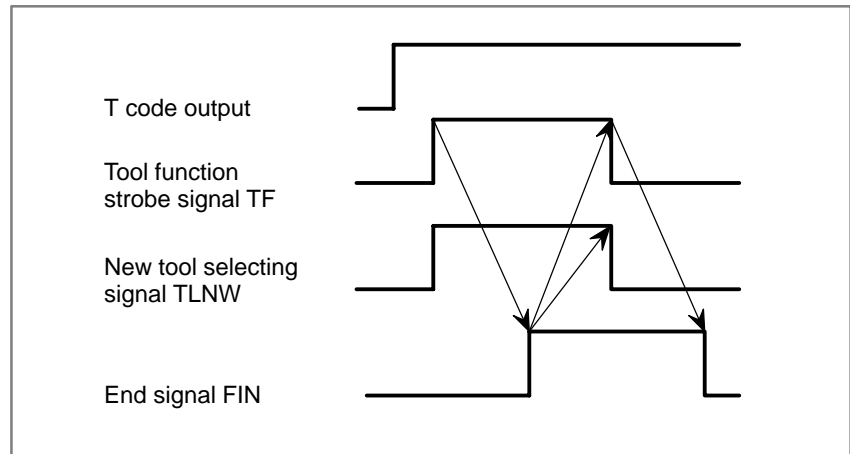 T code output
Tool function
strobe signal TF
New tool selecting
signal TLNW
End signal FIN